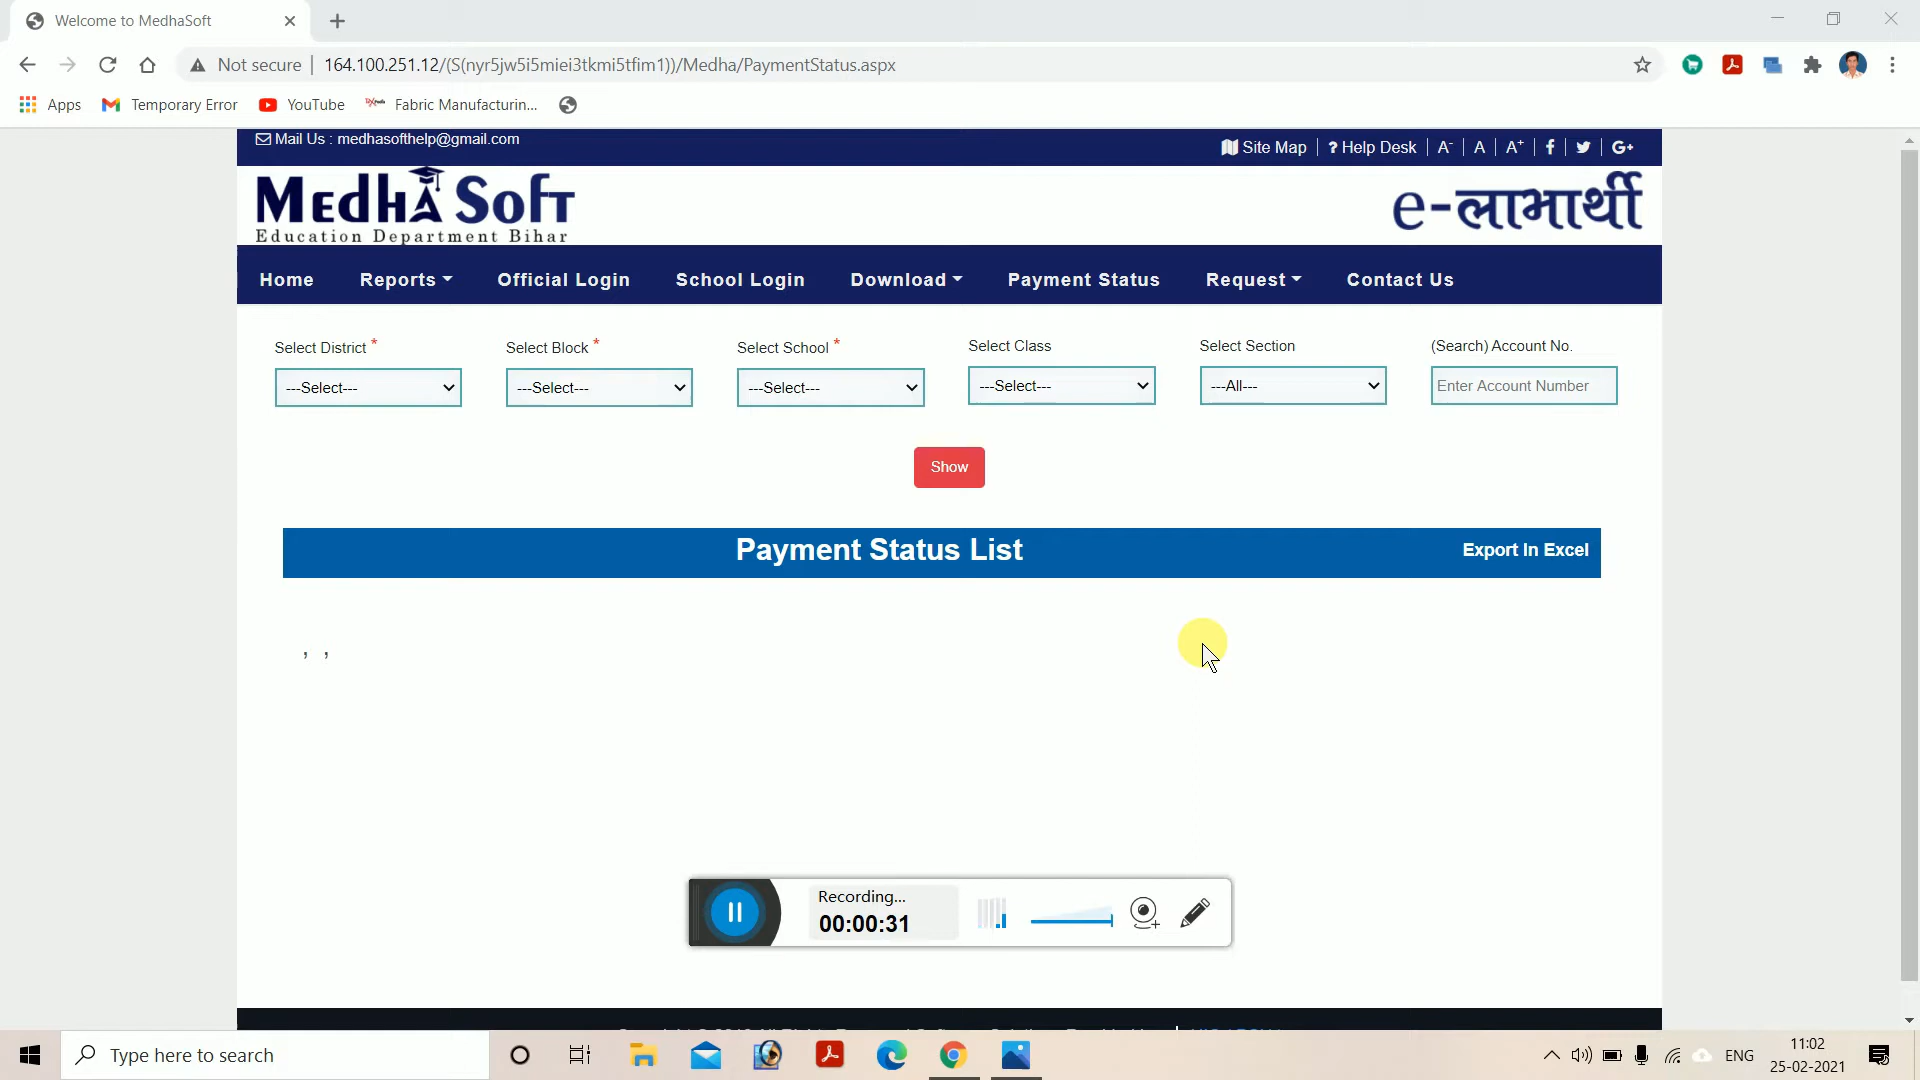 Welcome to MedhaSoft
Not secure | 164.100.251.12/(S(nyr5jw5i5miei3tkmi5tfim1))/Medha/PaymentStatus.aspx
Apps Temporary Error YouTube Fabric Manufacturin...
Mail Us : medhasofthelp@gmail.com
Site Map ? Help Desk A- A A+ f G+
MEDHA SOFT
Education Department Bihar
e-लाभार्थी
Home Reports Official Login School Login Download Payment Status Request Contact Us
Select District * Select Block * Select School * Select Class Select Section (Search) Account No.
---Select--- ---Select--- ---Select--- ---Select--- ---All--- Enter Account Number
Show
Payment Status List Export In Excel
, ,
Recording...
00:00:31
Type here to search
ENG
11:02
25-02-2021